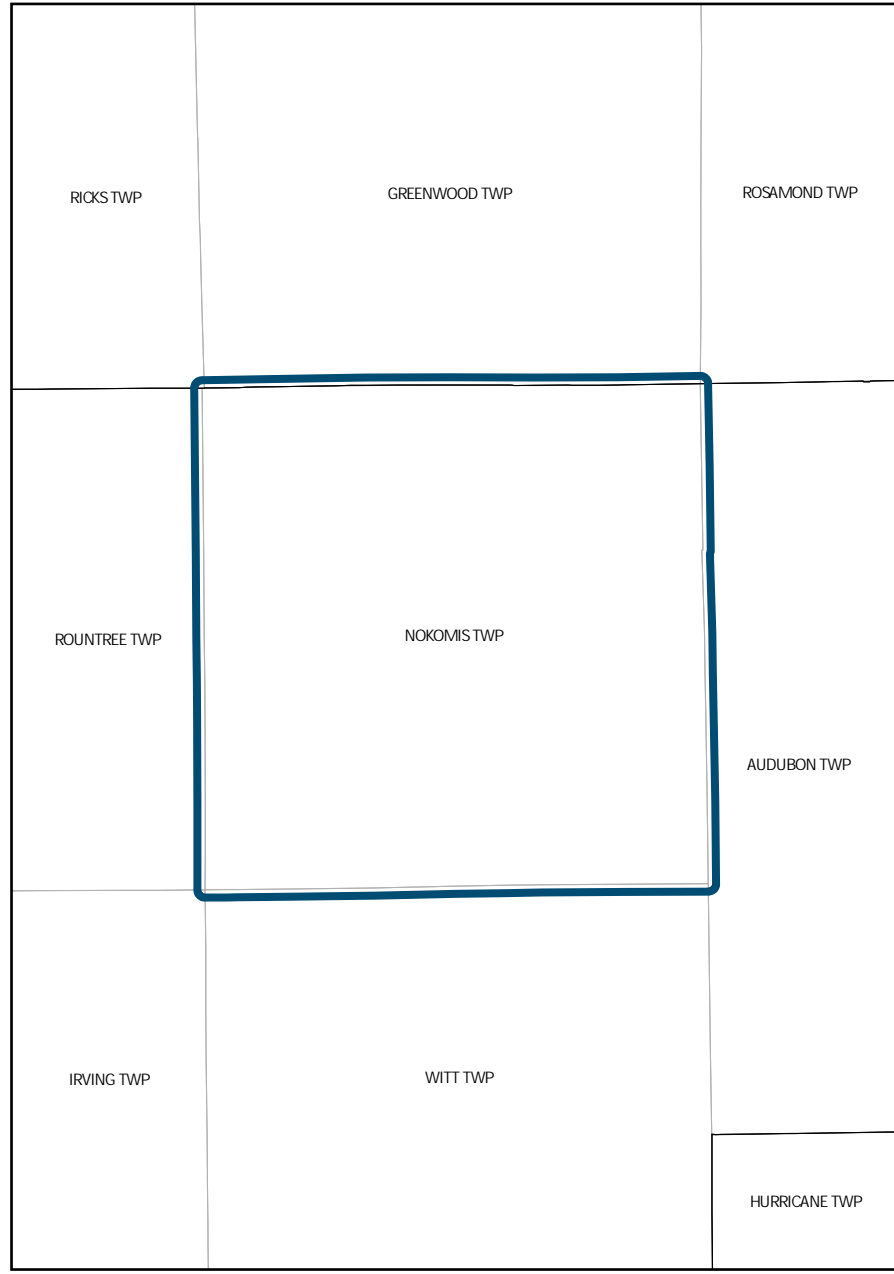 RICKS TWP
GREENWOOD TWP
ROSAMOND TWP
ROUNTREE TWP
NOKOMIS TWP
AUDUBON TWP
IRVING TWP
WITT TWP
HURRICANE TWP